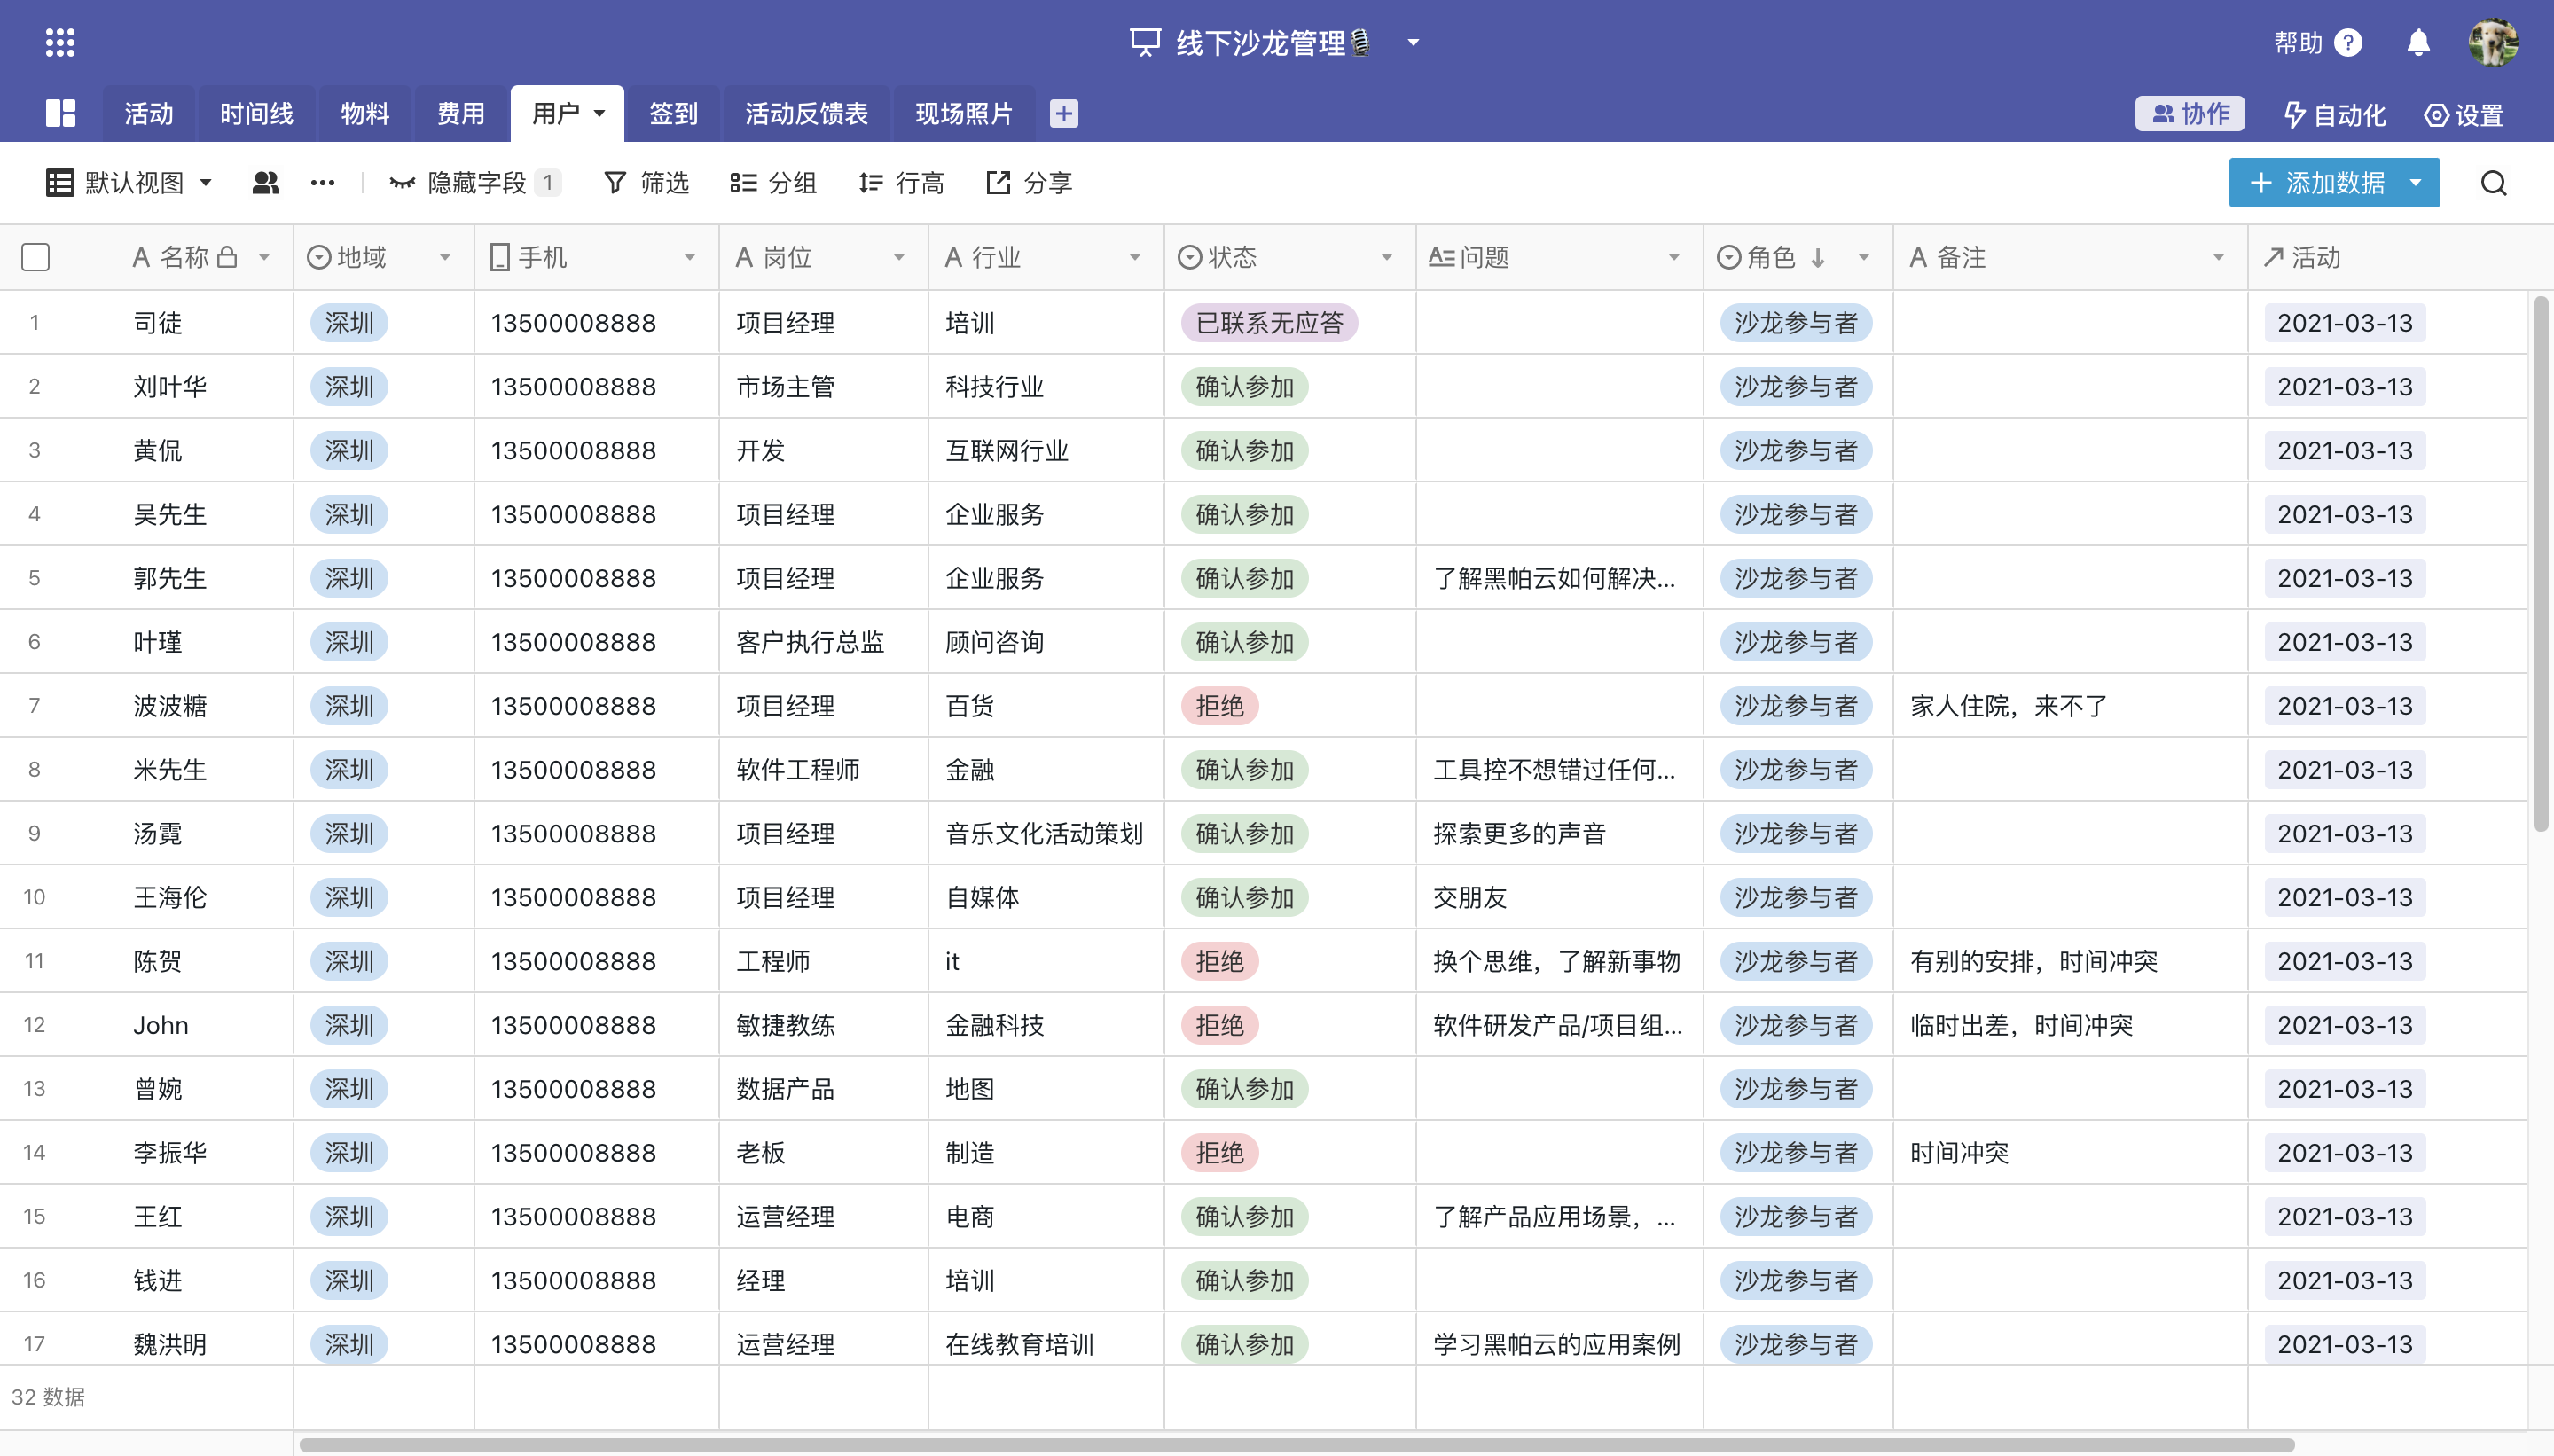 线下沙龙管理
帮助
活动 时间线 物料 费用 用户 签到 活动反馈表 现场照片 协作 自动化 设置
默认视图 隐藏字段 1 筛选 分组 行高 分享 添加数据
名称 地域 手机 岗位 行业 状态 问题 角色 备注 活动
1 司徒 深圳 13500008888 项目经理 培训 已联系无应答 沙龙参与者 2021-03-13
2 刘叶华 深圳 13500008888 市场主管 科技行业 确认参加 沙龙参与者 2021-03-13
3 黄侃 深圳 13500008888 开发 互联网行业 确认参加 沙龙参与者 2021-03-13
4 吴先生 深圳 13500008888 项目经理 企业服务 确认参加 沙龙参与者 2021-03-13
5 郭先生 深圳 13500008888 项目经理 企业服务 确认参加 了解黑帕云如何解决... 沙龙参与者 2021-03-13
6 叶瑾 深圳 13500008888 客户执行总监 顾问咨询 确认参加 沙龙参与者 2021-03-13
7 波波糖 深圳 13500008888 项目经理 百货 拒绝 沙龙参与者 家人住院，来不了 2021-03-13
8 米先生 深圳 13500008888 软件工程师 金融 确认参加 工具控不想错过任何... 沙龙参与者 2021-03-13
9 汤霓 深圳 13500008888 项目经理 音乐文化活动策划 确认参加 探索更多的声音 沙龙参与者 2021-03-13
10 王海伦 深圳 13500008888 项目经理 自媒体 确认参加 交朋友 沙龙参与者 2021-03-13
11 陈贺 深圳 13500008888 工程师 it 拒绝 换个思维，了解新事物 沙龙参与者 有别的安排，时间冲突 2021-03-13
12 John 深圳 13500008888 敏捷教练 金融科技 拒绝 软件研发产品/项目组... 沙龙参与者 临时出差，时间冲突 2021-03-13
13 曾婉 深圳 13500008888 数据产品 地图 确认参加 沙龙参与者 2021-03-13
14 李振华 深圳 13500008888 老板 制造 拒绝 沙龙参与者 时间冲突 2021-03-13
15 王红 深圳 13500008888 运营经理 电商 确认参加 了解产品应用场景，... 沙龙参与者 2021-03-13
16 钱进 深圳 13500008888 经理 培训 确认参加 沙龙参与者 2021-03-13
17 魏洪明 深圳 13500008888 运营经理 在线教育培训 确认参加 学习黑帕云的应用案例 沙龙参与者 2021-03-13
32 数据